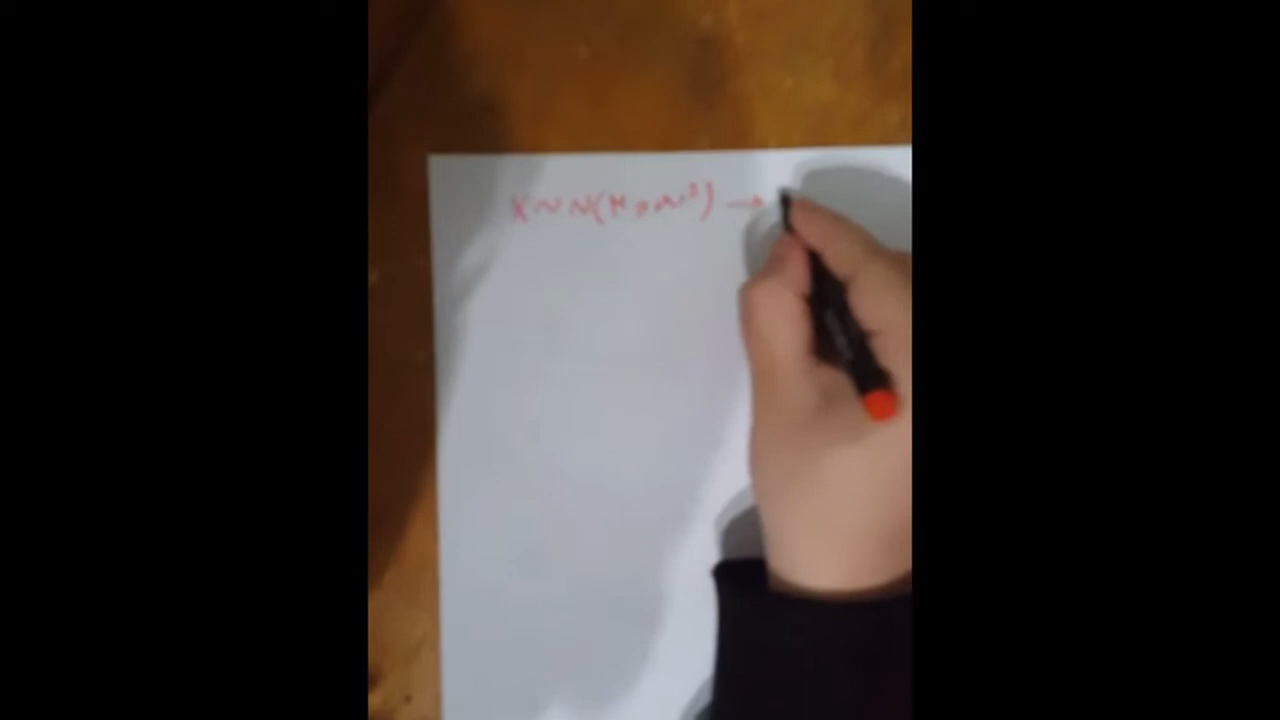 X ~ N(μ, σ²) →